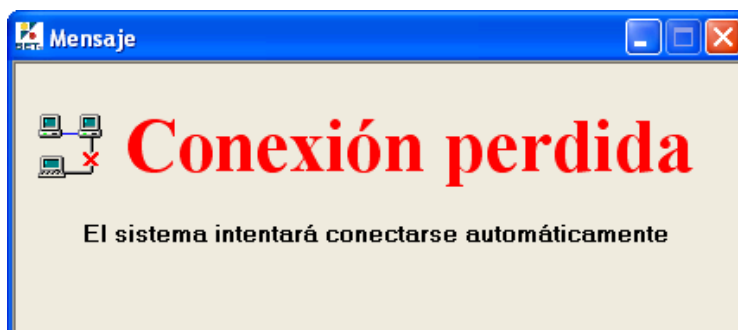 Mensaje
Conexión perdida
El sistema intentará conectarse automáticamente